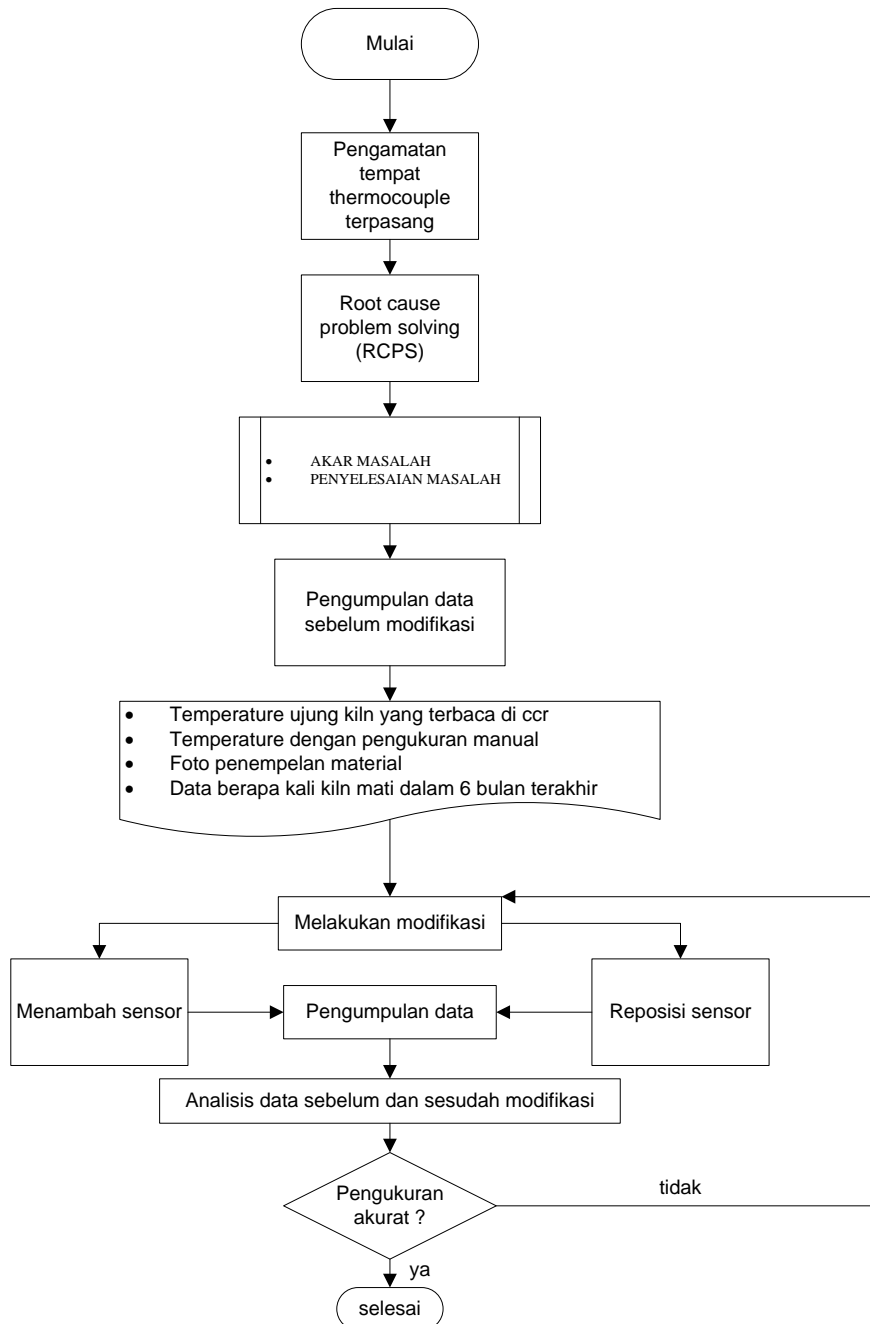 Mulai
Pengamatan
tempat
thermocouple
terpasang
Root cause
problem solving
(RCPS)
• AKAR MASALAH
• PENYELESAIAN MASALAH
Pengumpulan data
sebelum modifikasi
• Temperature ujung kiln yang terbaca di ccr
• Temperature dengan pengukuran manual
• Foto penempelan material
• Data berapa kali kiln mati dalam 6 bulan terakhir
Melakukan modifikasi
Menambah sensor
Pengumpulan data
Reposisi sensor
Analisis data sebelum dan sesudah modifikasi
Pengukuran
akurat ?
tidak
ya
selesai